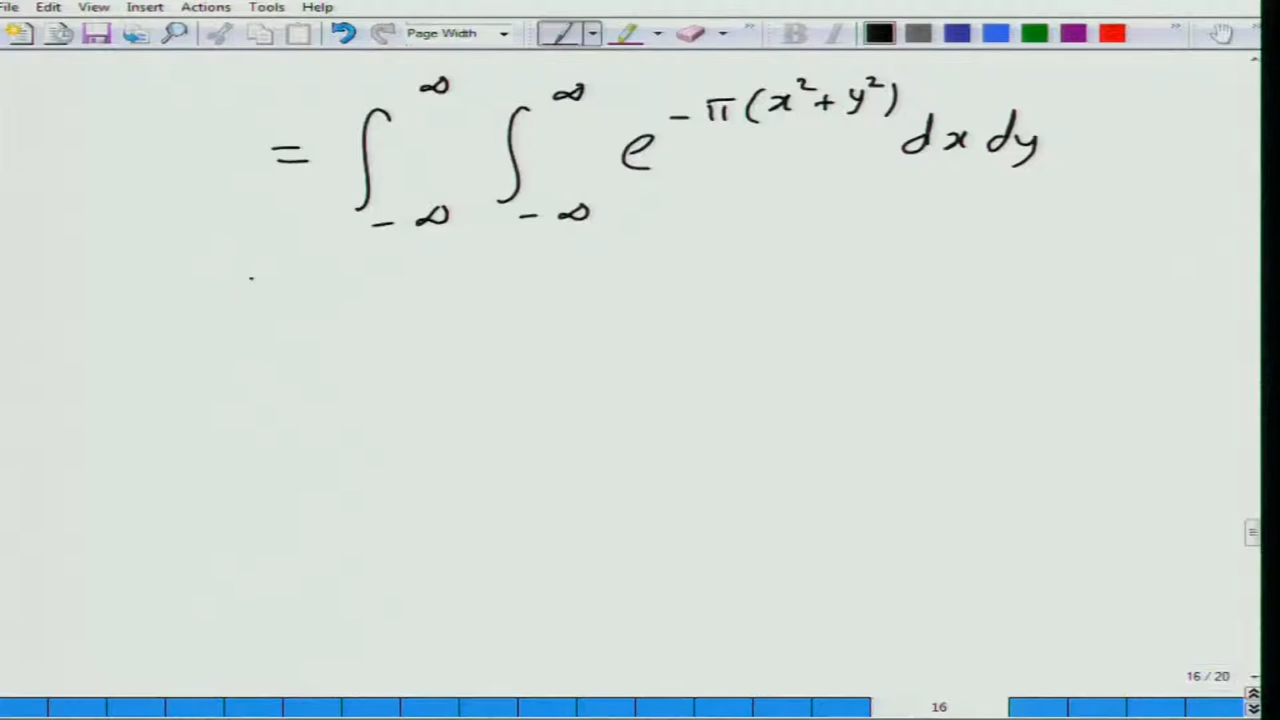 File Edit View Insert Actions Tools Help
Page Width
= ∫_{-∞}^{∞} ∫_{-∞}^{∞} e^{-π(x²+y²)} dx dy
16 / 20
16